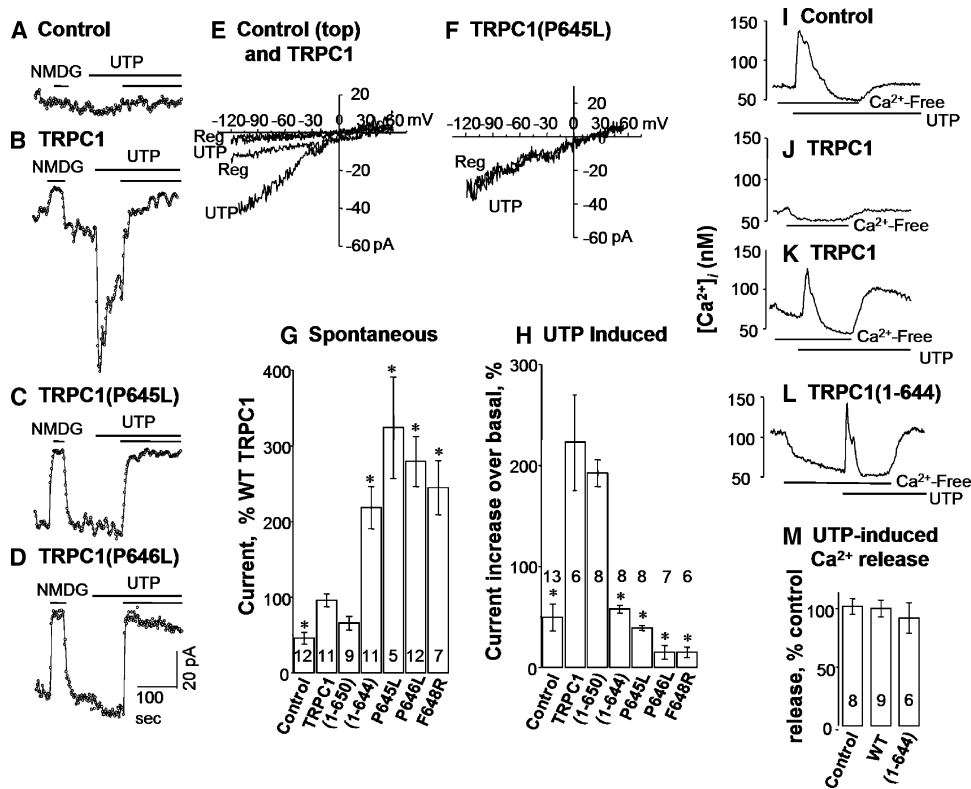 A Control
NMDG
UTP
B TRPC1
NMDG
UTP
C TRPC1(P645L)
NMDG
UTP
D TRPC1(P646L)
NMDG
UTP
100
sec
20 pA
E Control (top)
and TRPC1
20
0
-120-90 -60 -30
30 60 mV
Reg
UTP
Reg
UTP
-20
-40
-60 pA
F TRPC1(P645L)
20
-120-90 -60 -30
0
30 60 mV
Reg
UTP
-20
-40
-60 pA
G Spontaneous
Current, % WT TRPC1
400
300
200
100
0
*
*
*
*
*
12
11
9
11
5
12
7
Control
TRPC1
(1-650)
(1-644)
P645L
P646L
F648R
H UTP Induced
Current increase over basal, %
300
200
100
0
13
6
8
8
8
7
6
*
*
*
*
*
Control
TRPC1
(1-650)
(1-644)
P645L
P646L
F648R
[Ca²⁺]i (nM)
I Control
150
100
50
Ca²⁺-Free
UTP
J TRPC1
150
100
50
Ca²⁺-Free
K TRPC1
150
100
50
Ca²⁺-Free
UTP
L TRPC1(1-644)
150
100
50
Ca²⁺-Free
UTP
M UTP-induced
Ca²⁺ release
release, % control
100
50
0
8
9
6
Control
WT
(1-644)